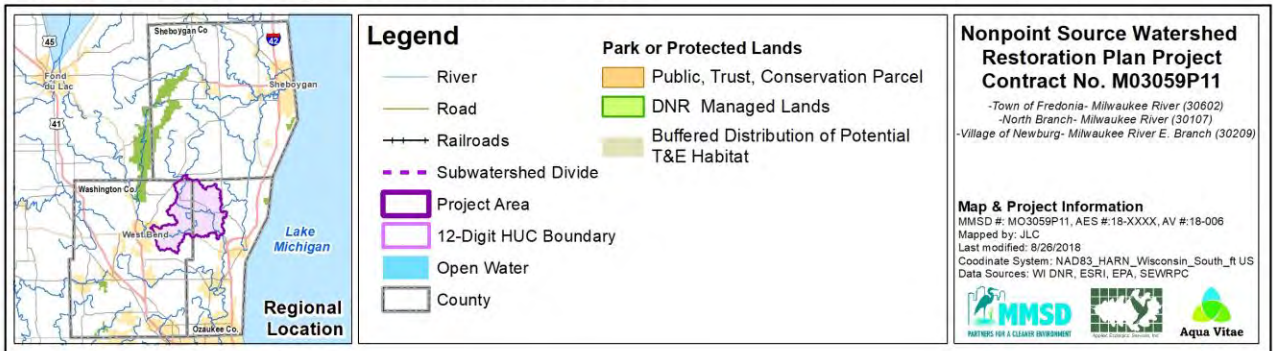 Sheboygan Co
45
42
Fond
du Lac
Sheboygan
41
Washington Co.
West Bend
Lake
Michigan
Ozaukee Co.
Regional
Location
Legend
River
Road
Railroads
Subwatershed Divide
Project Area
12-Digit HUC Boundary
Open Water
County
Park or Protected Lands
Public, Trust, Conservation Parcel
DNR Managed Lands
Buffered Distribution of Potential
T&E Habitat
Nonpoint Source Watershed
Restoration Plan Project
Contract No. M03059P11
-Town of Fredonia- Milwaukee River (30602)
-North Branch- Milwaukee River (30107)
-Village of Newburg- Milwaukee River E. Branch (30209)
Map & Project Information
MMSD #: MO3059P11, AES #:18-XXXX, AV #:18-006
Mapped by: JLC
Last modified: 8/26/2018
Coodinate System: NAD83_HARN_Wisconsin_South_ft US
Data Sources: WI DNR, ESRI, EPA, SEWRPC
MMSD
PARTNERS FOR A CLEANER ENVIRONMENT
Applied Ecological Services, Inc
Aqua Vitae